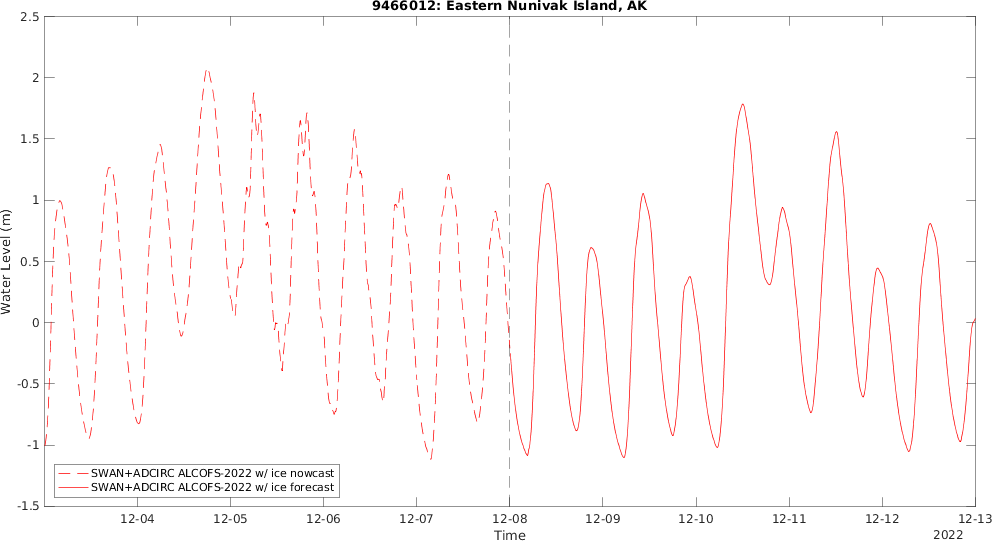 9466012: Eastern Nunivak Island, AK
2.5
2
1.5
1
0.5
0
-0.5
-1
-1.5
Water Level (m)
SWAN+ADCIRC ALCOFS-2022 w/ ice nowcast
SWAN+ADCIRC ALCOFS-2022 w/ ice forecast
12-04 12-05 12-06 12-07 12-08 12-09 12-10 12-11 12-12 12-13
Time
2022